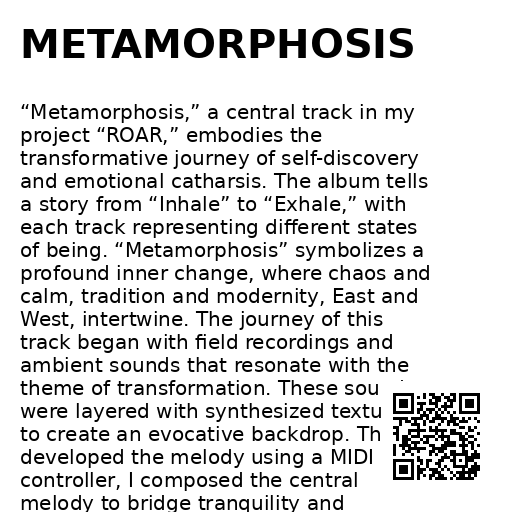 METAMORPHOSIS
“Metamorphosis,” a central track in my
project “ROAR,” embodies the
transformative journey of self-discovery
and emotional catharsis. The album tells
a story from “Inhale” to “Exhale,” with
each track representing different states
of being. “Metamorphosis” symbolizes a
profound inner change, where chaos and
calm, tradition and modernity, East and
West, intertwine. The journey of this
track began with field recordings and
ambient sounds that resonate with the
theme of transformation. These sou
were layered with synthesized textu
to create an evocative backdrop. Th
developed the melody using a MIDI
controller, I composed the central
melody to bridge tranquility and